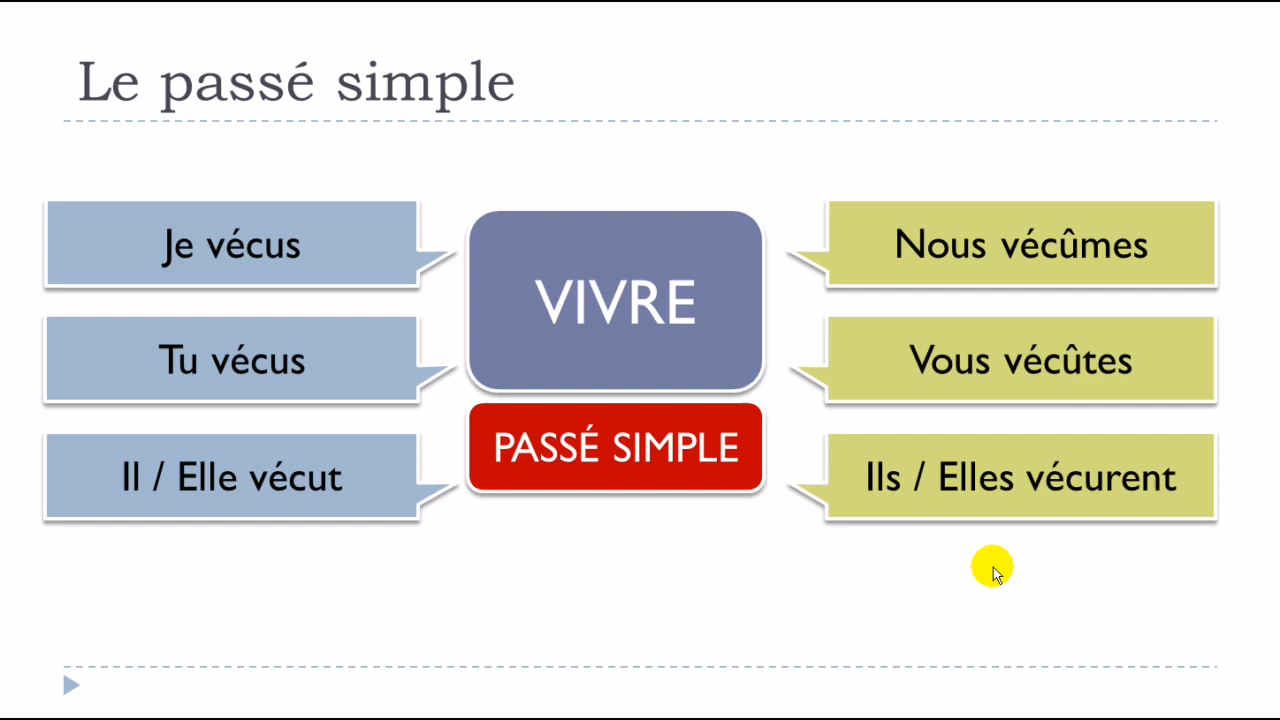 Le passé simple
Je vécus
Tu vécus
Il / Elle vécut
VIVRE
PASSÉ SIMPLE
Nous vécûmes
Vous vécûtes
Ils / Elles vécurent